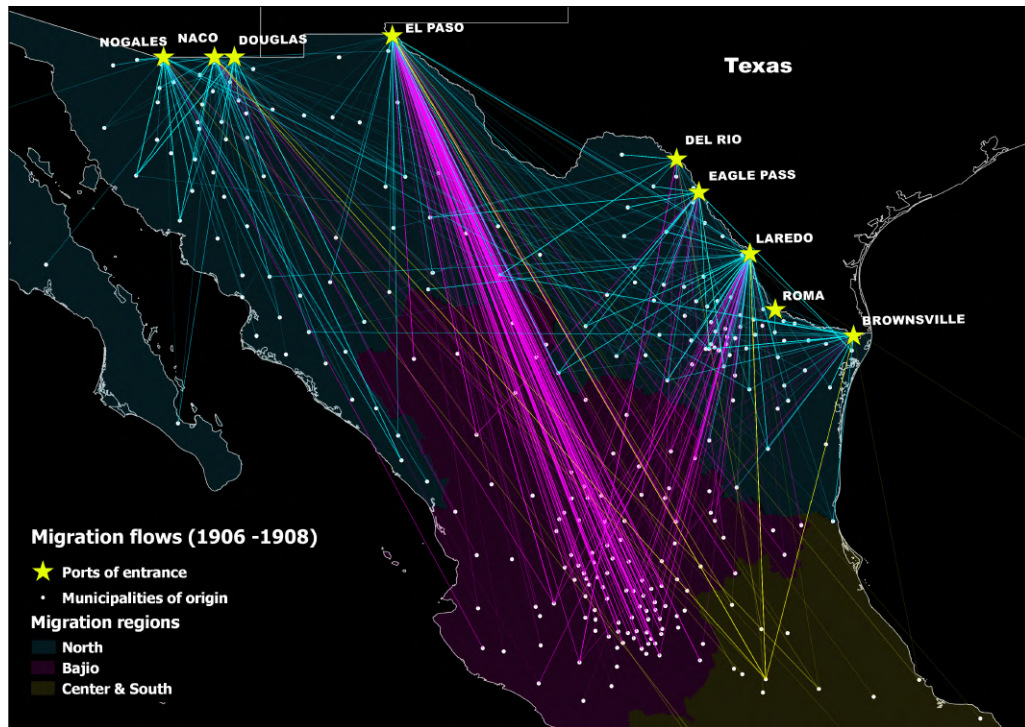 NOGALES
NACO
DOUGLAS
EL PASO
Texas
DEL RIO
EAGLE PASS
LAREDO
ROMA
BROWNSVILLE
Migration flows (1906 -1908)
Ports of entrance
Municipalities of origin
Migration regions
North
Bajio
Center & South